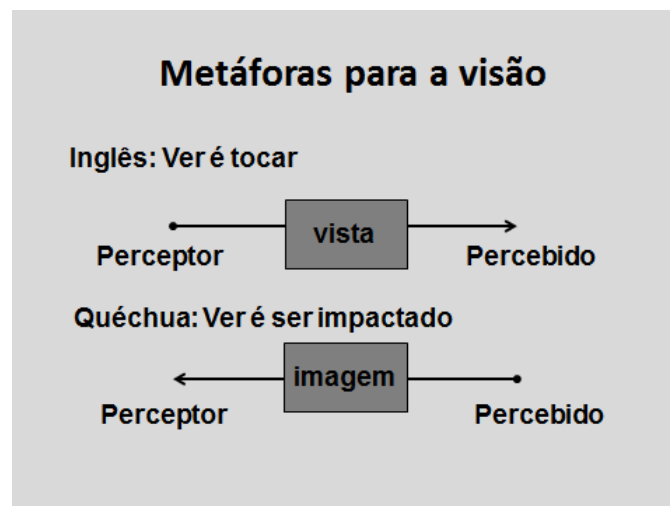 Metáforas para a visão
Inglês: Ver é tocar
vista
Perceptor Percebido
Quéchua: Ver é ser impactado
imagem
Perceptor Percebido